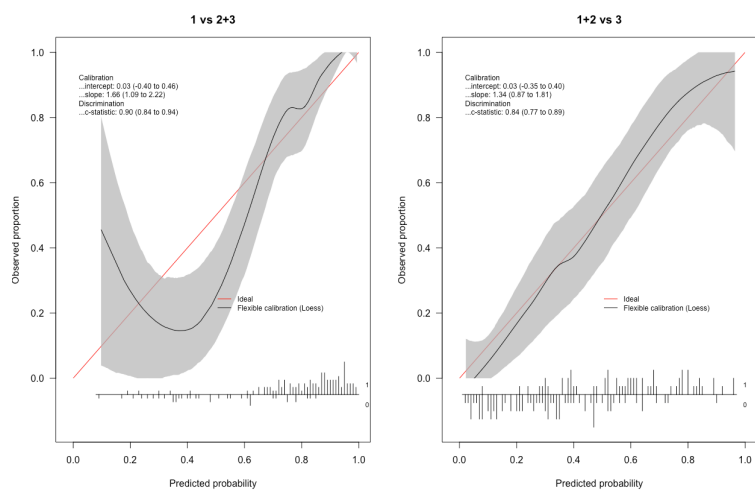 1 vs 2+3
Observed proportion
1.0
0.8
0.6
0.4
0.2
0.0
Calibration
...intercept: 0.03 (-0.40 to 0.46)
...slope: 1.66 (1.09 to 2.22)
Discrimination
...c-statistic: 0.90 (0.84 to 0.94)
Ideal
Flexible calibration (Loess)
1
0
0.0 0.2 0.4 0.6 0.8 1.0
Predicted probability
1+2 vs 3
Observed proportion
1.0
0.8
0.6
0.4
0.2
0.0
Calibration
...intercept: 0.03 (-0.35 to 0.40)
...slope: 1.34 (0.87 to 1.81)
Discrimination
...c-statistic: 0.84 (0.77 to 0.89)
Ideal
Flexible calibration (Loess)
1
0
0.0 0.2 0.4 0.6 0.8 1.0
Predicted probability